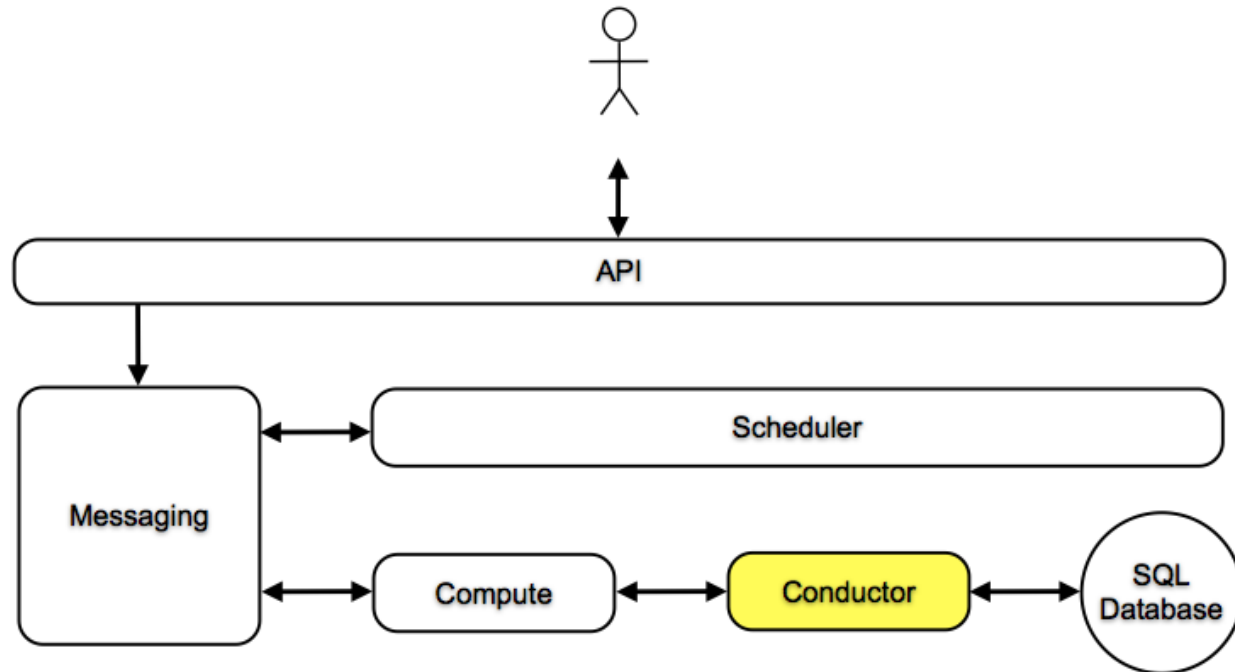 API
Scheduler
Messaging
Compute
Conductor
SQL
Database